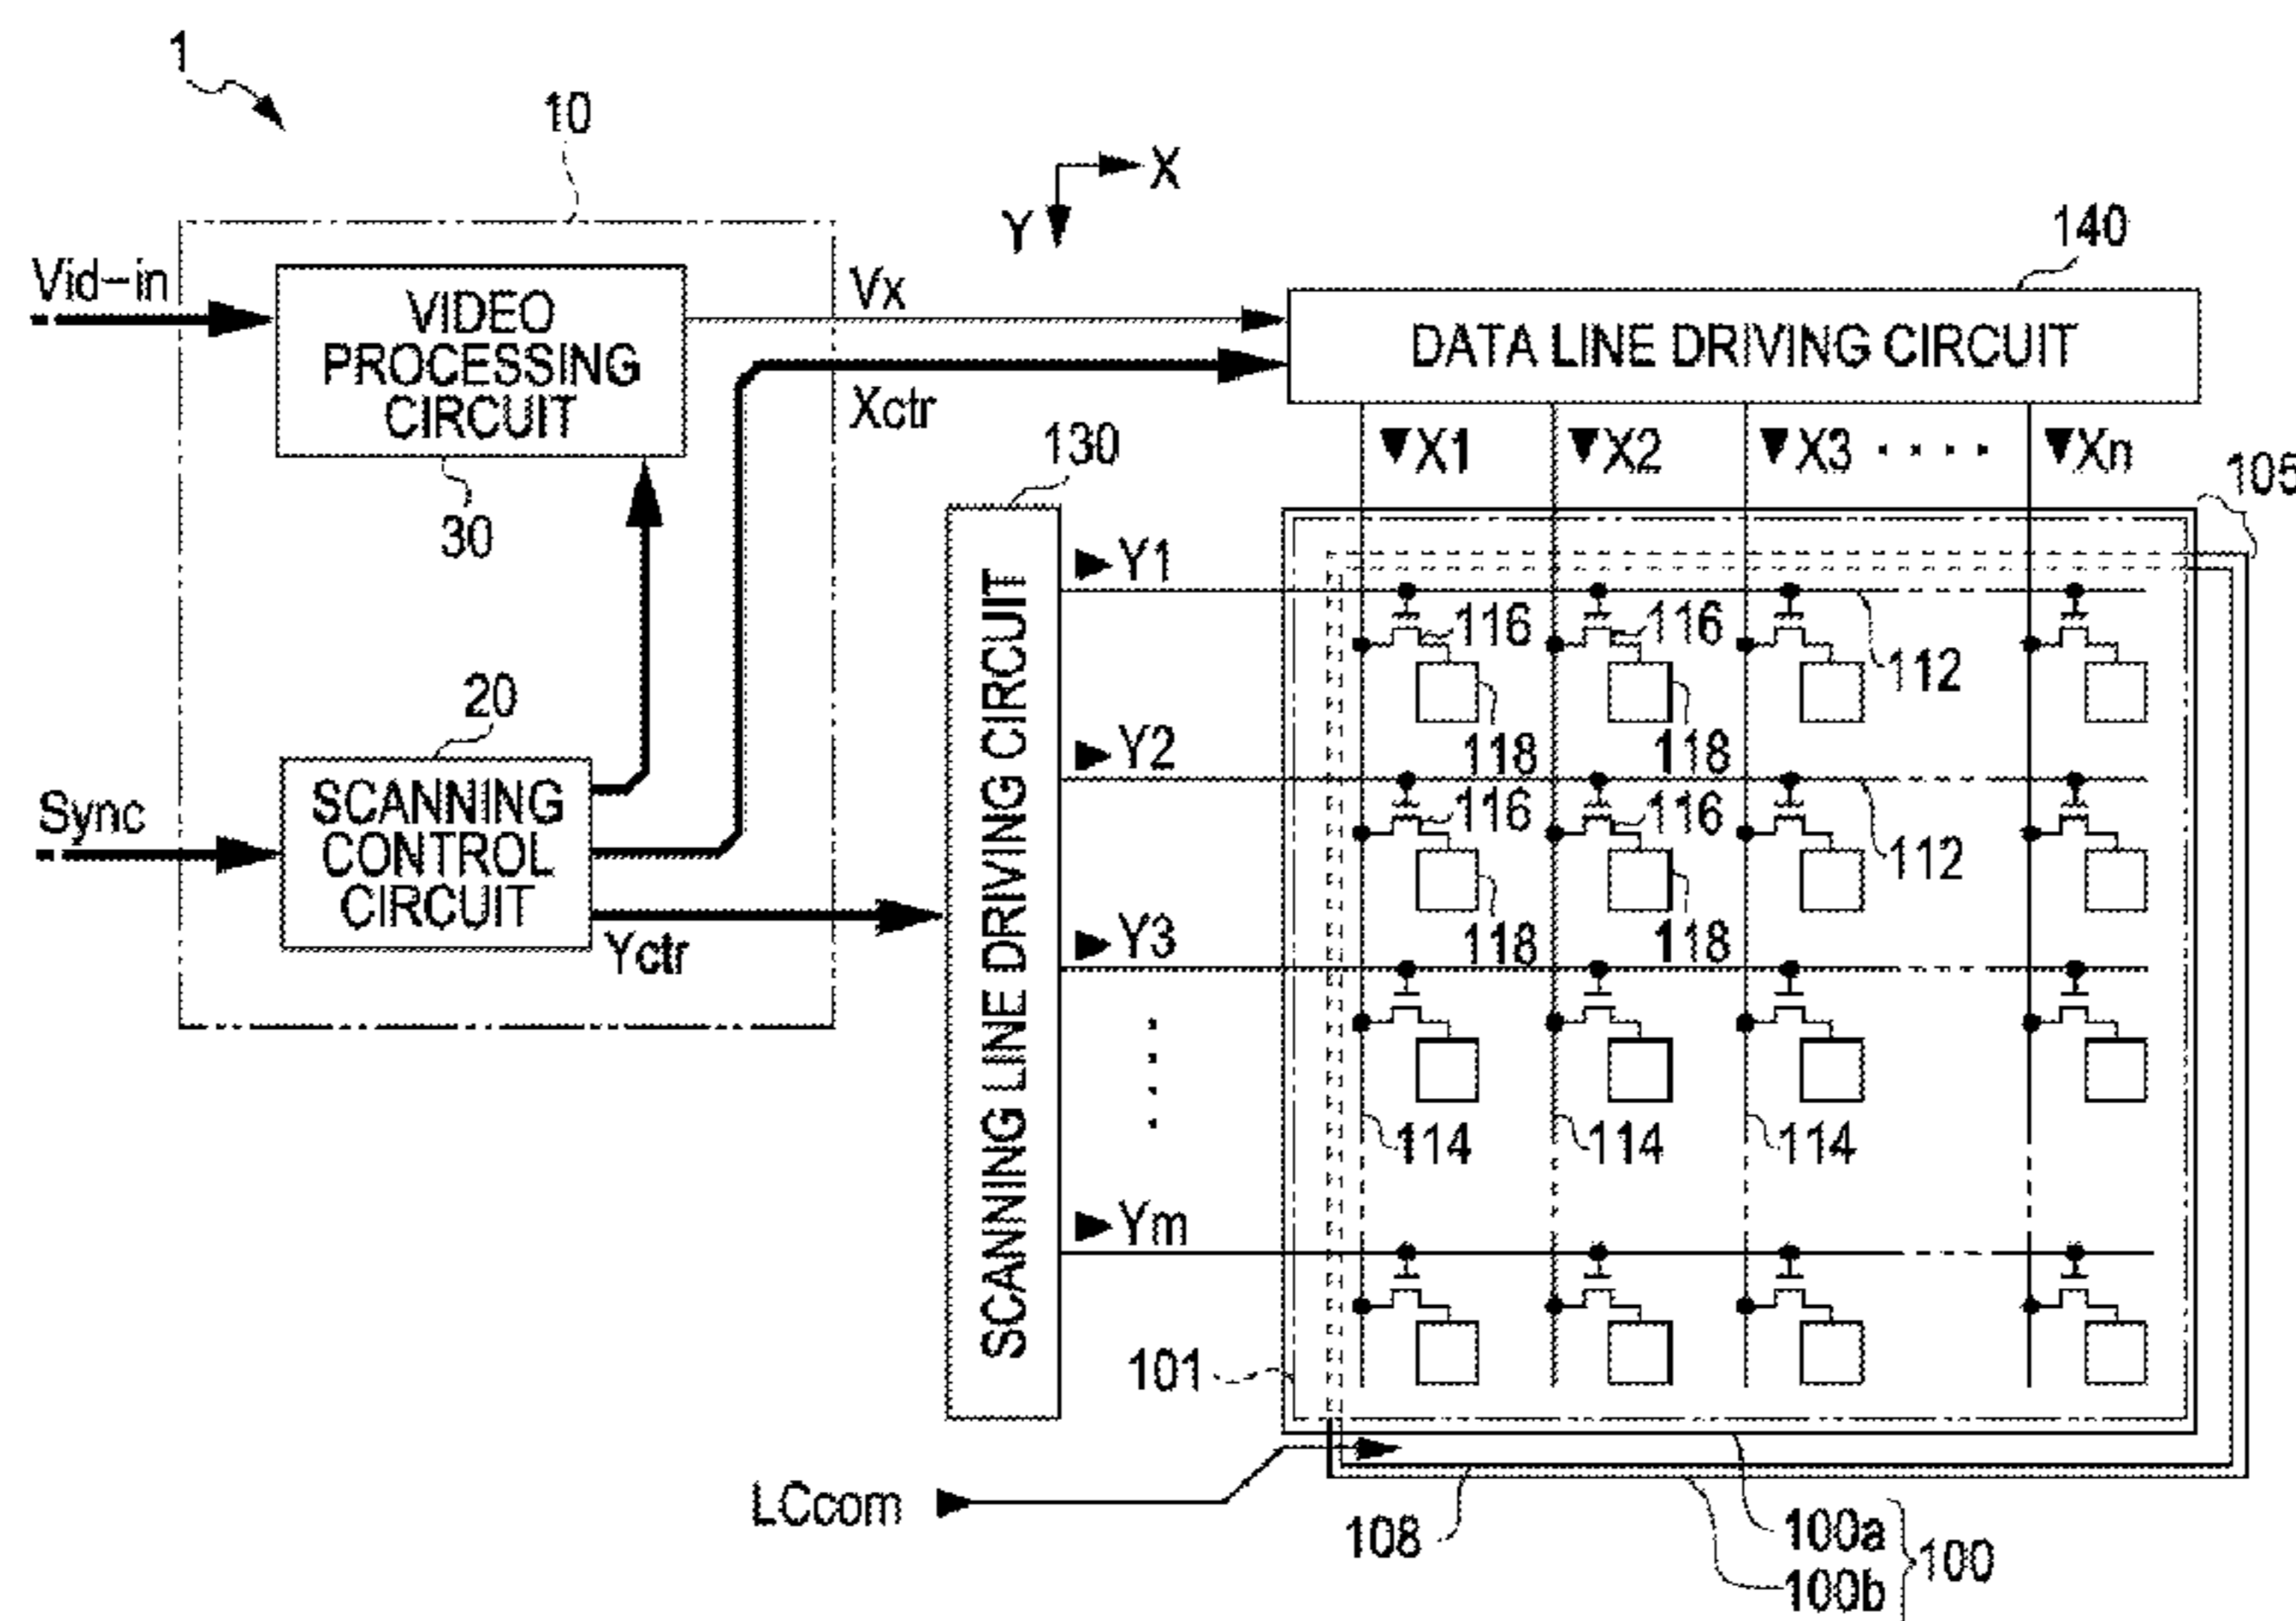 1
10
X
Y
140
Vid-in
VIDEO
PROCESSING
CIRCUIT
30
Vx
Xctr
DATA LINE DRIVING CIRCUIT
X1 X2 X3 . . . . Xn
105
130
SCANNING LINE DRIVING CIRCUIT
Y1
116 116
112
118 118
20
Sync
SCANNING
CONTROL
CIRCUIT
Yctr
Y2
116 116
112
118 118
Y3
114 114 114
Ym
101
LCcom
108
100a
100b
100